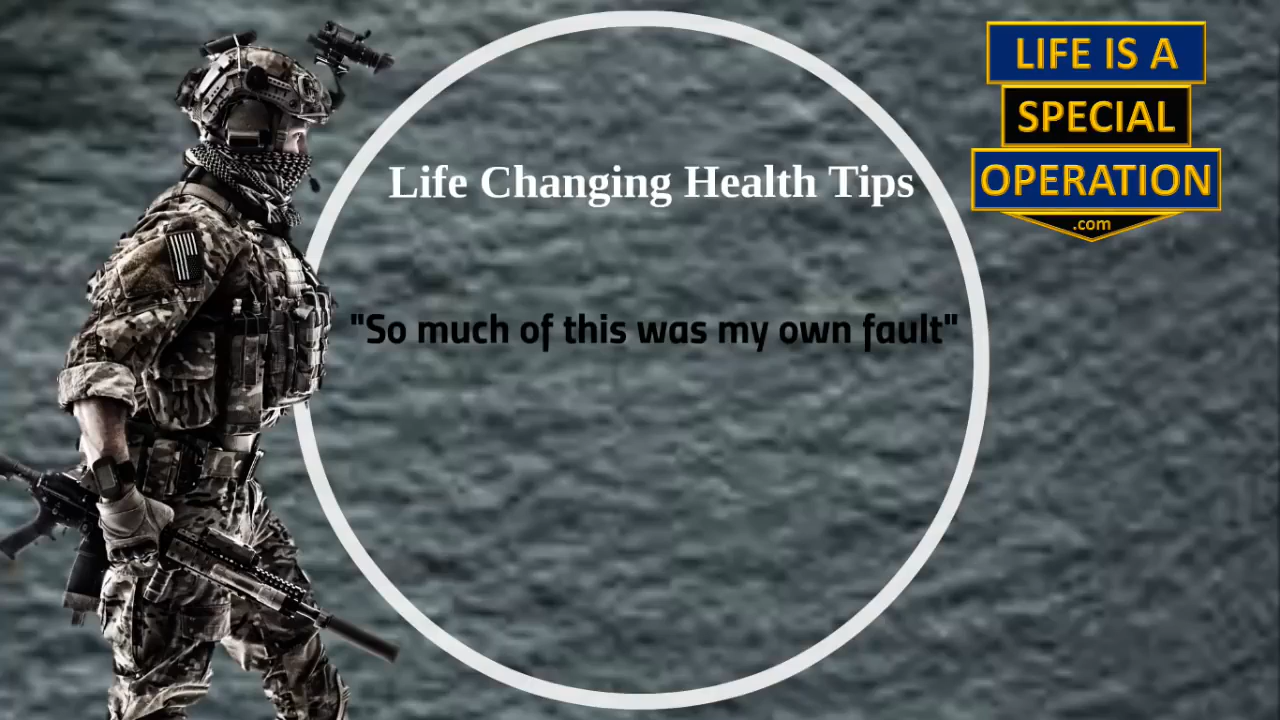 LIFE IS A
SPECIAL
OPERATION
.com
Life Changing Health Tips
"So much of this was my own fault"